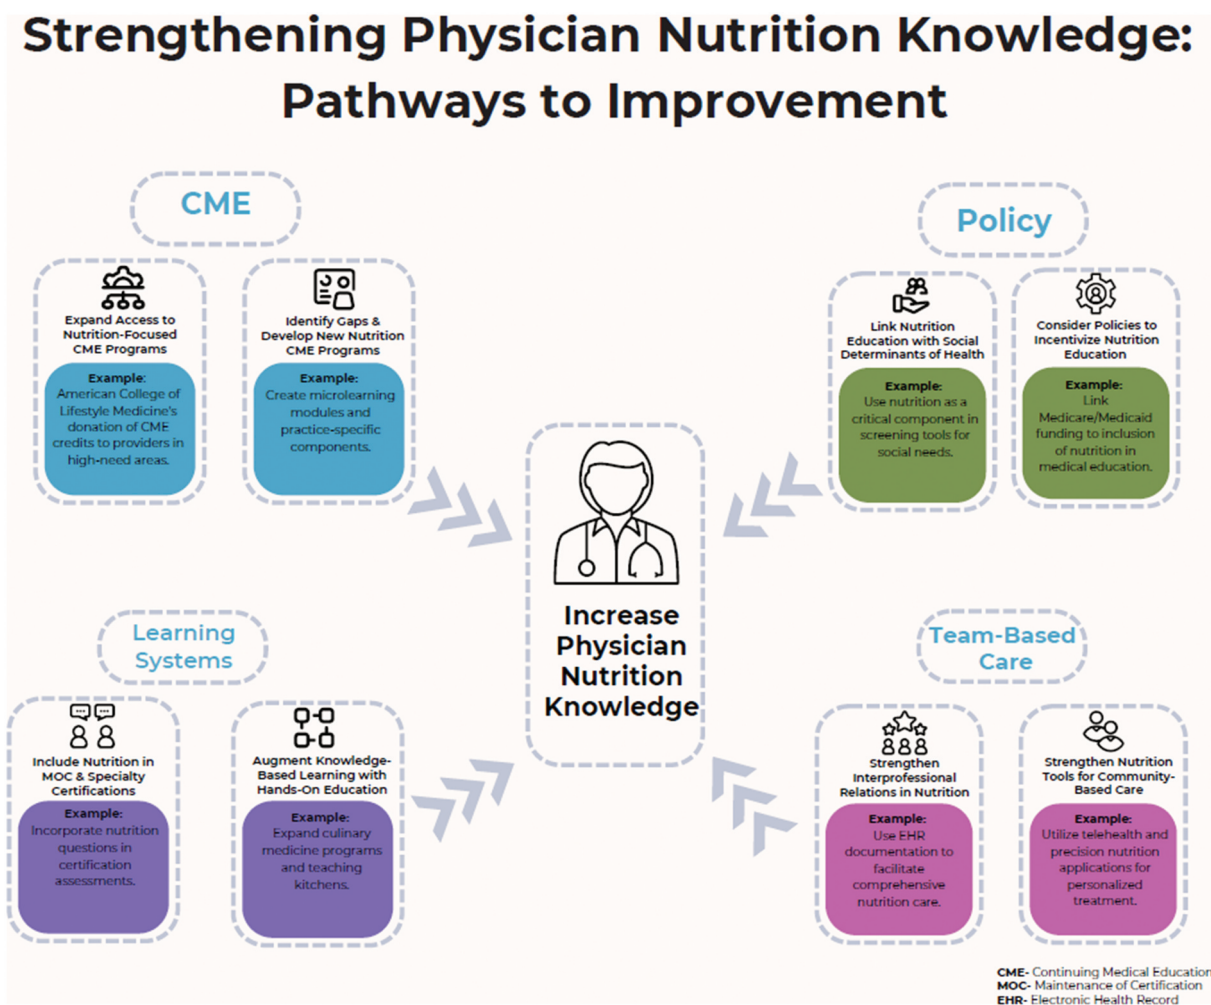 Strengthening Physician Nutrition Knowledge:
Pathways to Improvement
CME
Expand Access to
Nutrition-Focused
CME Programs
Example:
American College of
Lifestyle Medicine's
donation of CME
credits to providers in
high-need areas.
Identify Gaps &
Develop New Nutrition
CME Programs
Example:
Create microlearning
modules and
practice-specific
components.
Policy
Link Nutrition
Education with Social
Determinants of Health
Example:
Use nutrition as a
critical component in
screening tools for
social needs.
Consider Policies to
Incentivize Nutrition
Education
Example:
Link
Medicare/Medicaid
funding to inclusion
of nutrition in
medical education.
Increase
Physician
Nutrition
Knowledge
Learning
Systems
Include Nutrition in
MOC & Specialty
Certifications
Example:
Incorporate nutrition
questions in
certification
assessments.
Augment Knowledge-
Based Learning with
Hands-On Education
Example:
Expand culinary
medicine programs
and teaching
kitchens.
Team-Based
Care
Strengthen
Interprofessional
Relations in Nutrition
Example:
Use EHR
documentation to
facilitate
comprehensive
nutrition care.
Strengthen Nutrition
Tools for Community-
Based Care
Example:
Utilize telehealth and
precision nutrition
applications for
personalized
treatment.
CME- Continuing Medical Education
MOC- Maintenance of Certification
EHR- Electronic Health Record